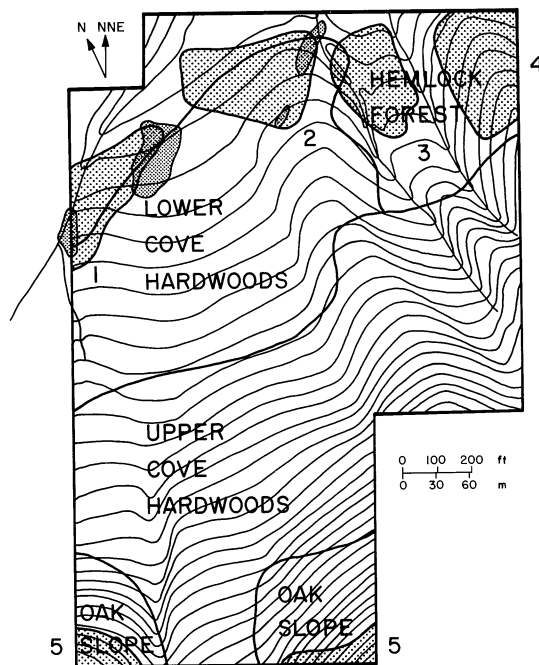 N NNE
HEMLOCK
FOREST
4
2
3
LOWER
COVE
HARDWOODS
1
UPPER
COVE
HARDWOODS
0 100 200 ft
0 30 60 m
OAK
SLOPE
5
OAK
SLOPE
5